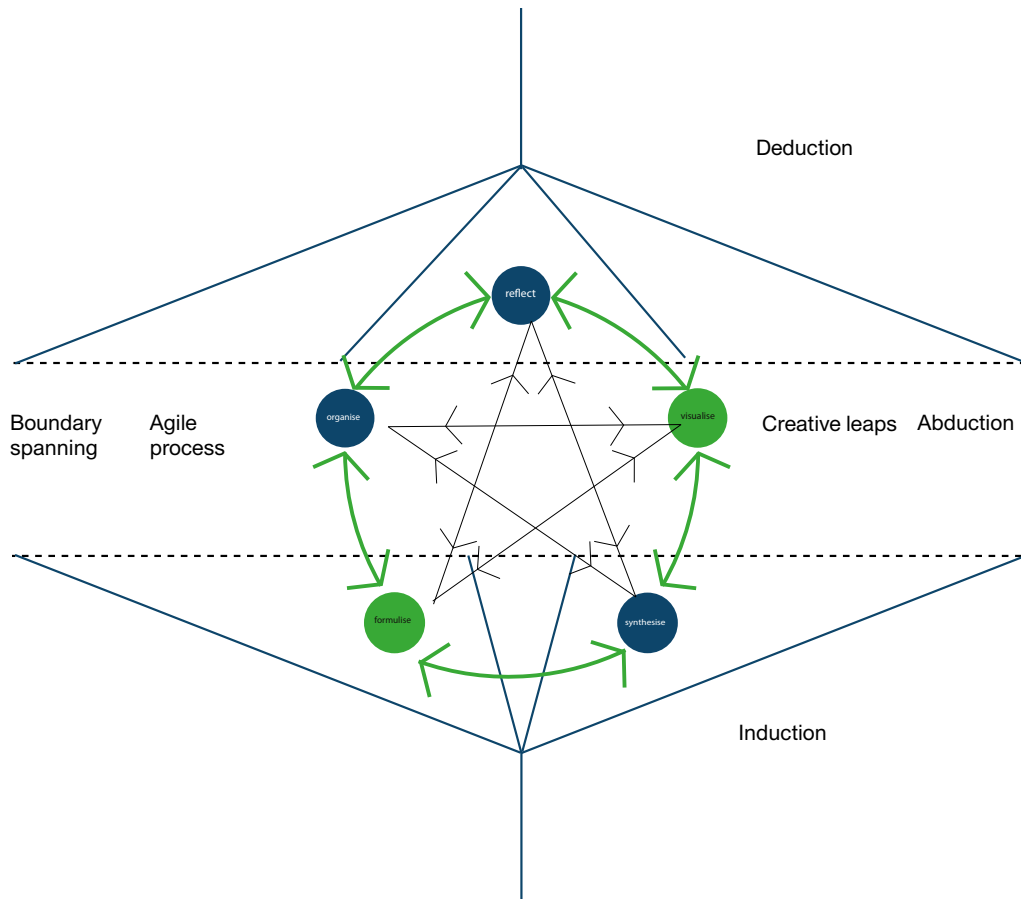 Deduction
reflect
organise
visualise
Boundary
spanning
Agile
process
Creative leaps
Abduction
formulise
synthesise
Induction